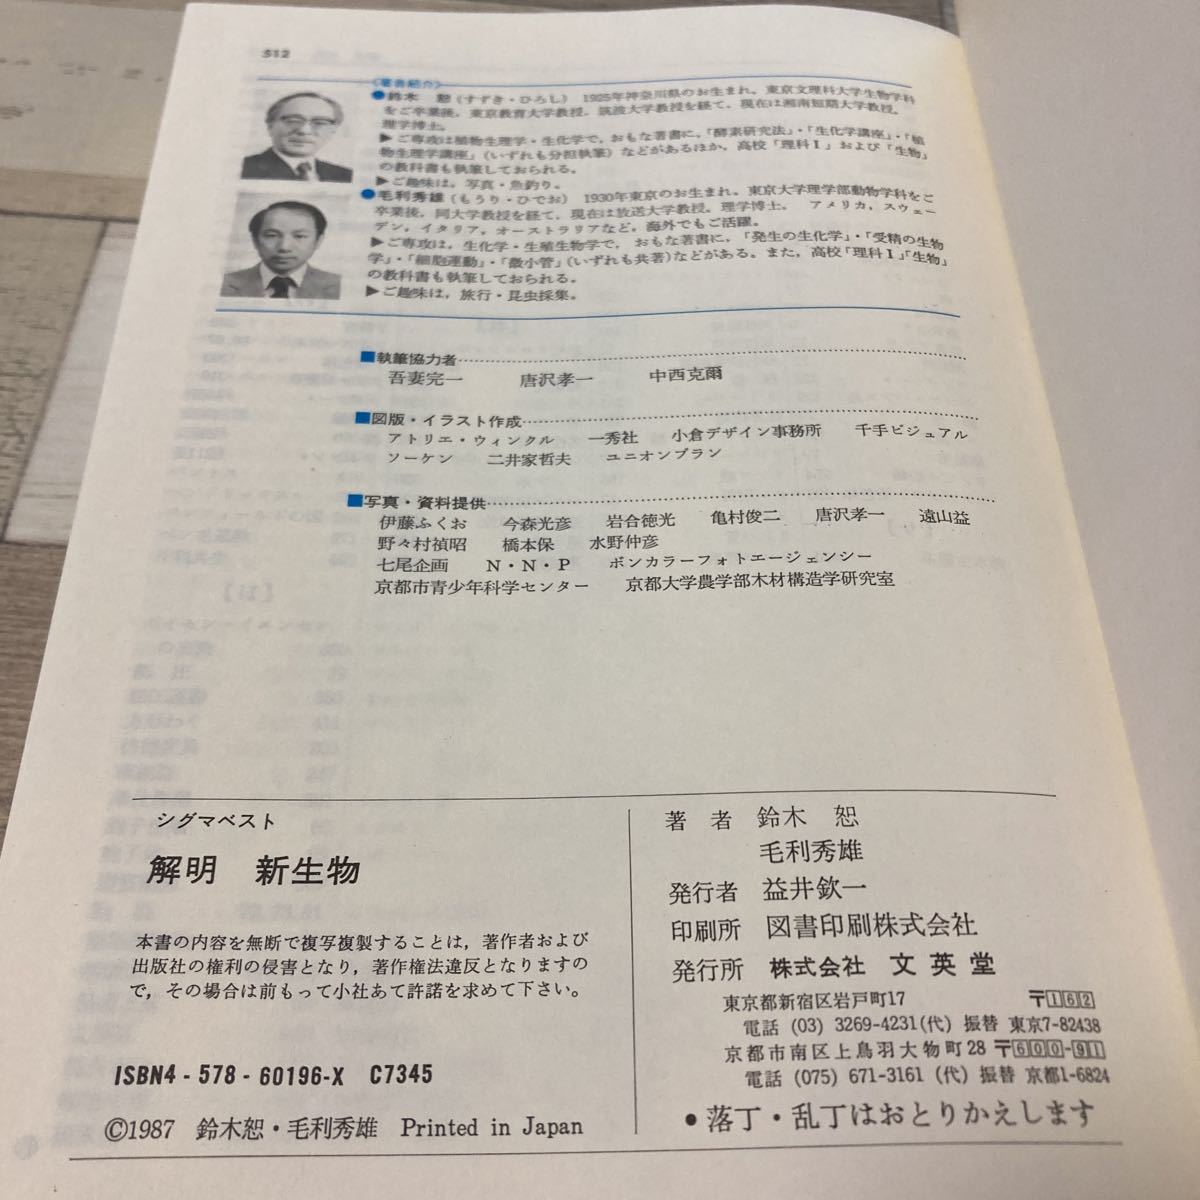 512
《著者紹介》
●鈴木　恕（すずき・ひろし）　1925年神奈川県のお生まれ。東京文理科大学生物学科
をご卒業後，東京教育大学教授，筑波大学教授を経て，現在は湘南短期大学教授。
理学博士。
▶ご専攻は植物生理学・生化学で，おもな著書に，「酵素研究法」・「生化学講座」・「植
物生理学講座」（いずれも分担執筆）などがあるほか，高校「理科Ⅰ」および「生物」
の教科書も執筆しておられる。
▶ご趣味は，写真・魚釣り。
●毛利秀雄（もうり・ひでお）　1930年東京のお生まれ。東京大学理学部動物学科をご
卒業後，同大学教授を経て，現在は放送大学教授。理学博士。　アメリカ，スウェー
デン，イタリア，オーストラリアなど，海外でもご活躍。
▶ご専攻は，生化学・生殖生物学で，おもな著書に，「発生の生化学」・「受精の生物
学」・「細胞運動」・「微小管」（いずれも共著）などがある。また，高校「理科Ⅰ」「生物」
の教科書も執筆しておられる。
▶ご趣味は，旅行・昆虫採集。
■執筆協力者
吾妻完一　唐沢孝一　中西克爾
■図版・イラスト作成
アトリエ・ウィンクル　一秀社　小倉デザイン事務所　千手ビジュアル
ソーケン　二井家哲夫　ユニオンプラン
■写真・資料提供
伊藤ふくお　今森光彦　岩合徳光　亀村俊二　唐沢孝一　遠山益
野々村禎昭　橋本保　水野仲彦
七尾企画　N・N・P　ボンカラーフォトエージェンシー
京都市青少年科学センター　京都大学農学部木材構造学研究室
シグマベスト
解明　新生物
本書の内容を無断で複写複製することは，著作者および
出版社の権利の侵害となり，著作権法違反となりますの
で，その場合は前もって小社あて許諾を求めて下さい。
ISBN4-578-60196-X C7345
©1987　鈴木恕・毛利秀雄　Printed in Japan
著　者　鈴木　恕
毛利秀雄
発行者　益井欽一
印刷所　図書印刷株式会社
発行所　株式会社　文英堂
東京都新宿区岩戸町17　〒162
電話 (03) 3269-4231(代) 振替 東京7-82438
京都市南区上鳥羽大物町28 〒600-91
電話 (075) 671-3161 (代) 振替 京都1-6824
●落丁・乱丁はおとりかえします